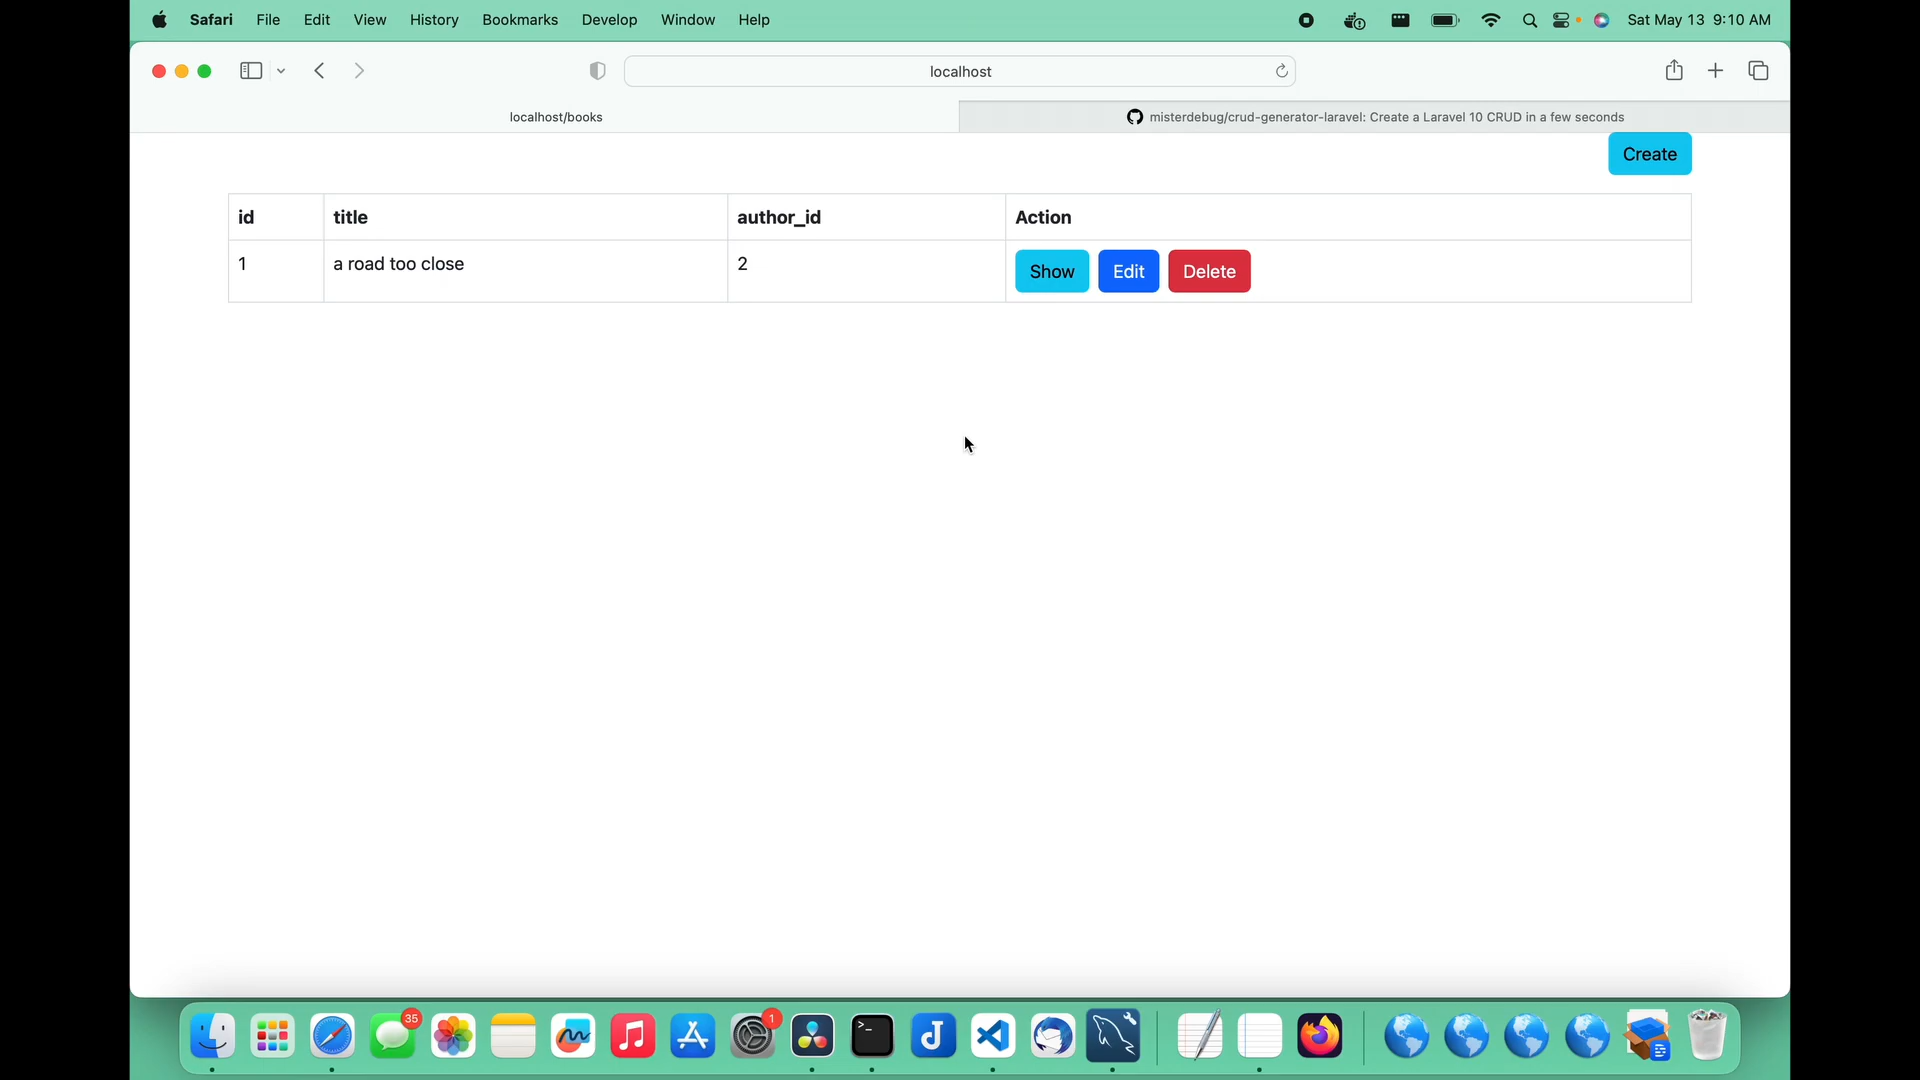 Safari File Edit View History Bookmarks Develop Window Help Sat May 13 9:10 AM
localhost
localhost/books misterdebug/crud-generator-laravel: Create a Laravel 10 CRUD in a few seconds
Create
id title author_id Action
1 a road too close 2 Show Edit Delete
35 1
>_